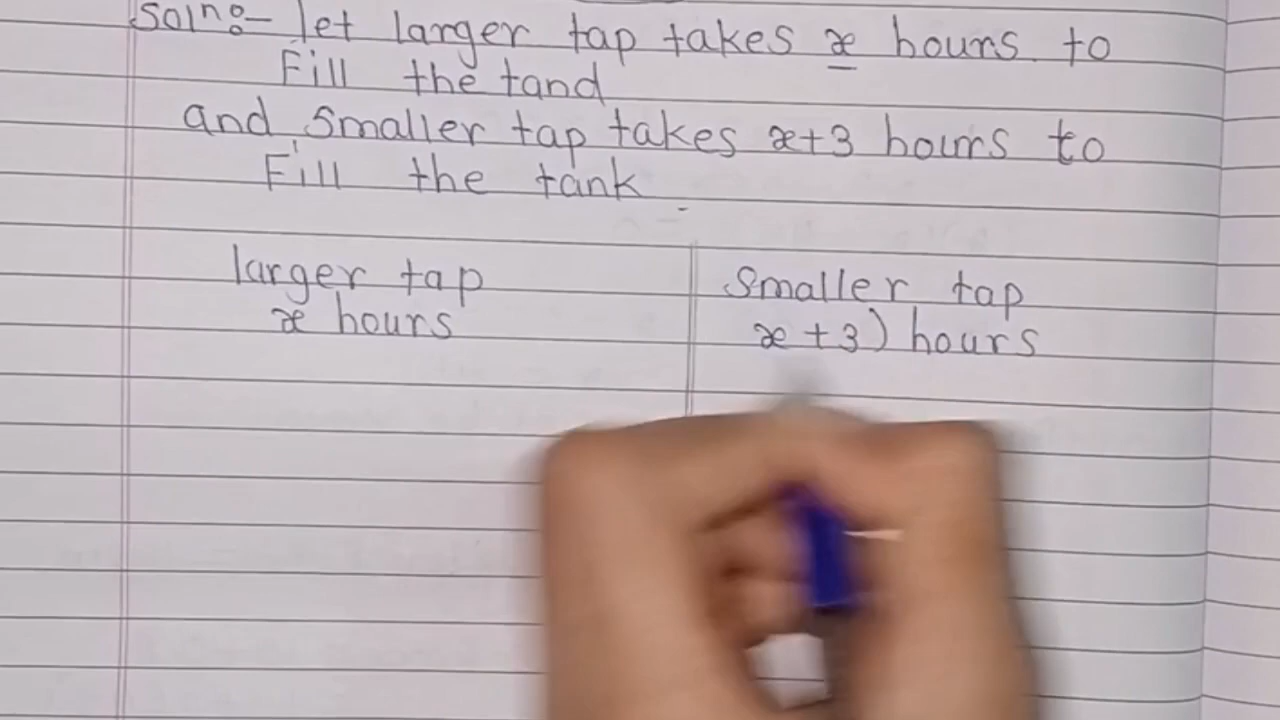 Soln:- let larger tap takes x hours to
Fill the tand
and smaller tap takes x+3 hours to
Fill the tank
larger tap
x hours
Smaller tap
x+3) hours